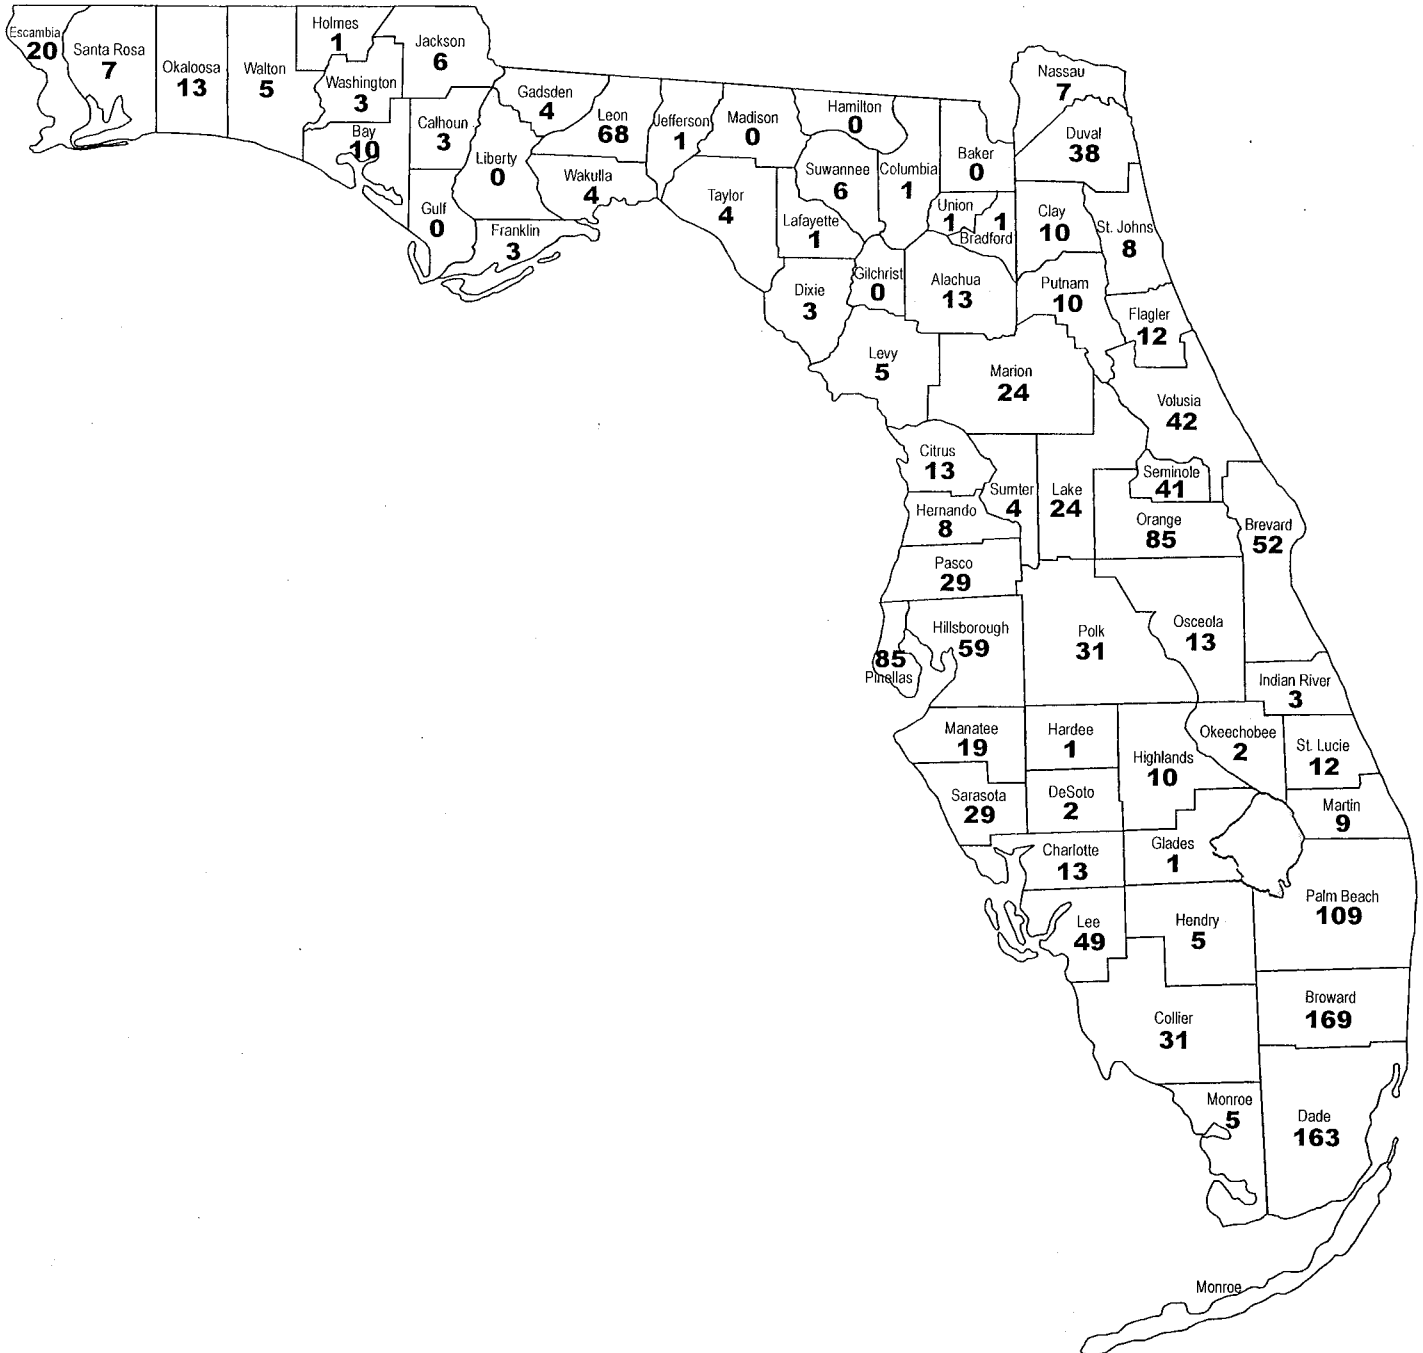 Escambia
20
Santa Rosa
7
Okaloosa
13
Walton
5
Holmes
1
Washington
3
Jackson
6
Bay
10
Calhoun
3
Gulf
0
Gadsden
4
Liberty
0
Franklin
3
Leon
68
Wakulla
4
Jefferson
1
Madison
0
Taylor
4
Hamilton
0
Suwannee
6
Lafayette
1
Dixie
3
Columbia
1
Gilchrist
0
Baker
0
Union
1
1
Bradford
Alachua
13
Levy
5
Nassau
7
Duval
38
Clay
10
St. Johns
8
Putnam
10
Flagler
12
Marion
24
Volusia
42
Citrus
13
Sumter
4
Lake
24
Seminole
41
Hernando
8
Orange
85
Brevard
52
Pasco
29
Hillsborough
59
85
Pinellas
Polk
31
Osceola
13
Indian River
3
Manatee
19
Hardee
1
Highlands
10
Okeechobee
2
St. Lucie
12
Sarasota
29
DeSoto
2
Martin
9
Charlotte
13
Glades
1
Lee
49
Hendry
5
Palm Beach
109
Collier
31
Broward
169
Monroe
5
Dade
163
Monroe